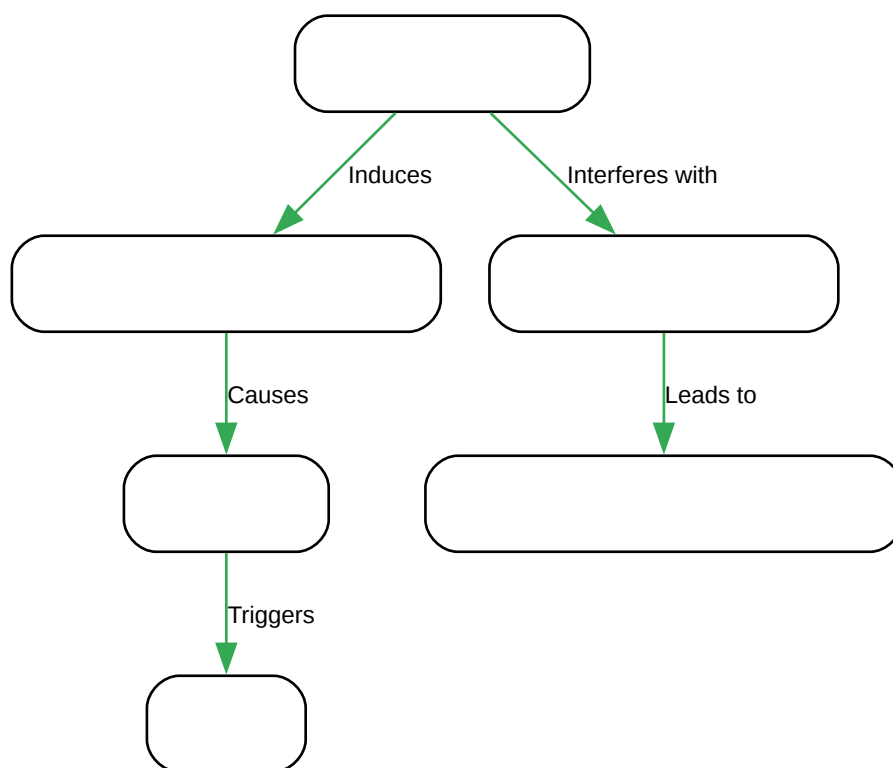 Induces
Interferes with
Causes
Leads to
Triggers